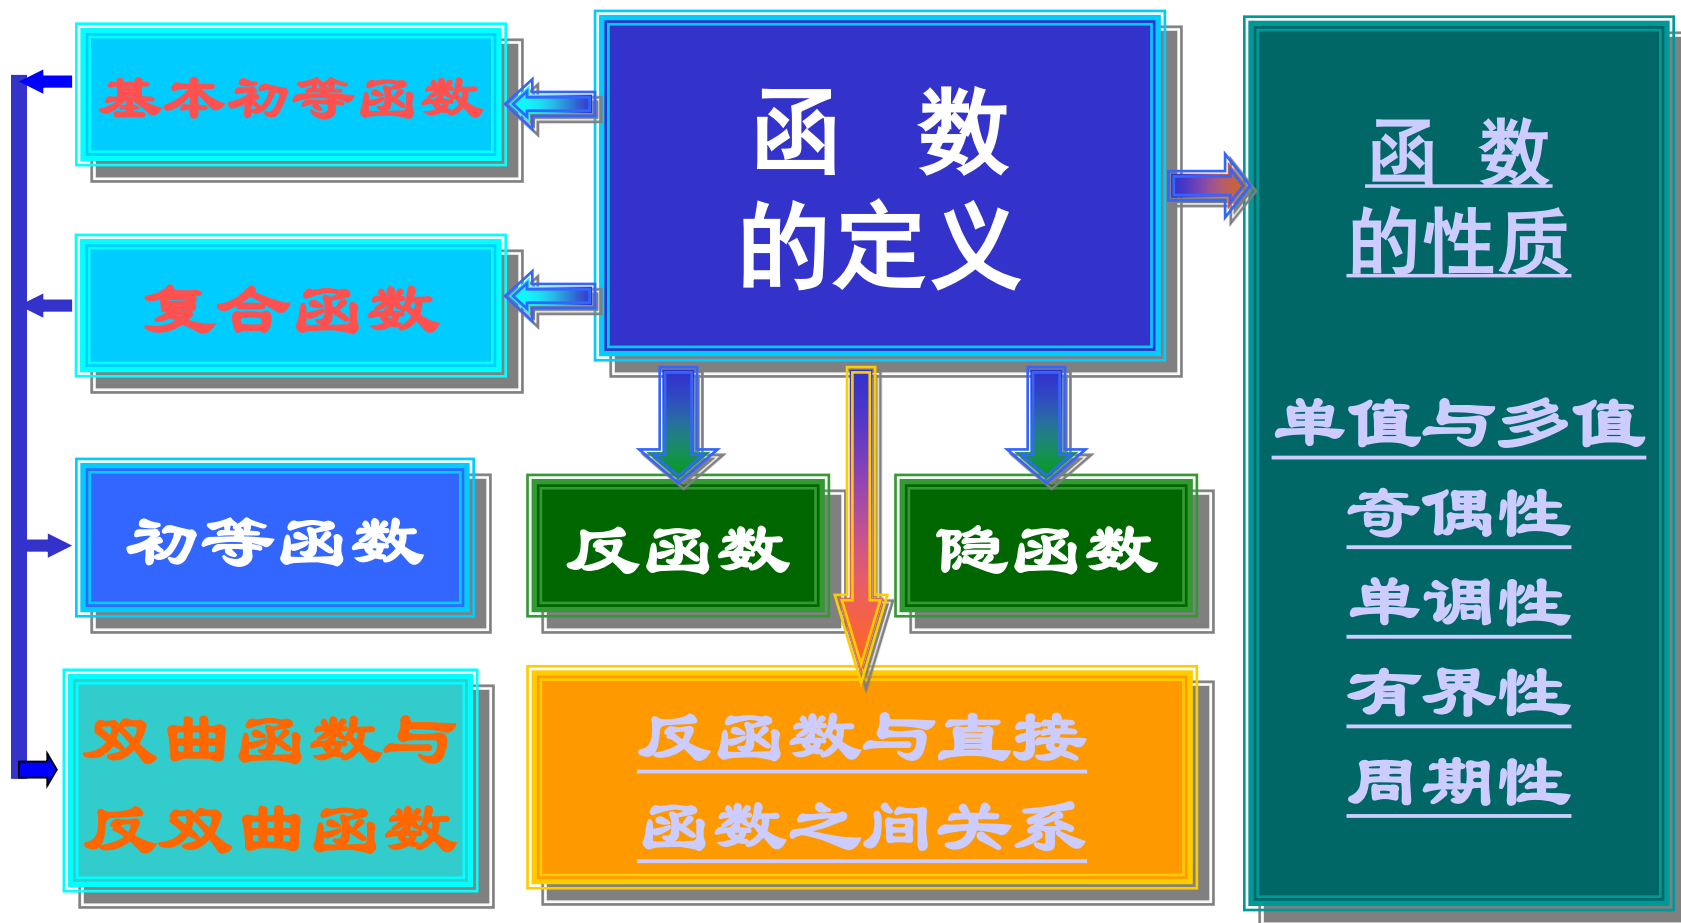 基本初等函数
复合函数
初等函数
双曲函数与
反双曲函数
函 数
的定义
反函数
隐函数
反函数与直接
函数之间关系
函 数
的性质
单值与多值
奇偶性
单调性
有界性
周期性